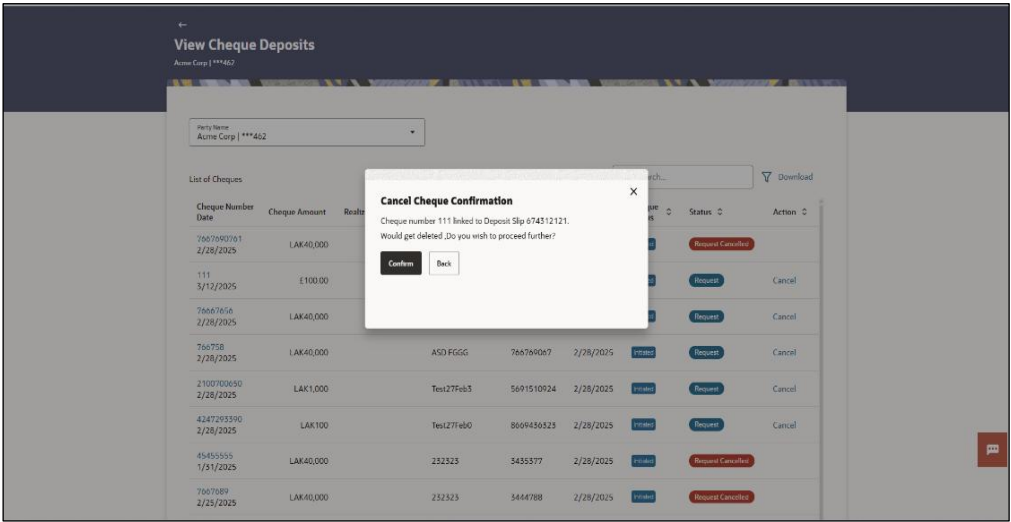 ←
View Cheque Deposits
Acme Corp | ***462
Party Name
Acme Corp | ***462
List of Cheques
Download
Cheque Number
Date
Cheque Amount
Status
Action
Cancel Cheque Confirmation
Cheque number 111 linked to Deposit Slip 674312121.
Would get deleted ,Do you wish to proceed further?
Confirm Back
7667690761
2/28/2025
LAK40,000 Request Cancelled
111
3/12/2025
£100.00 Request Cancel
76667656
2/28/2025
LAK40,000 Request Cancel
766758
2/28/2025
LAK40,000 ASD FGGG 766769067 2/28/2025 Initiated Request Cancel
2100700650
2/28/2025
LAK1,000 Test27Feb3 5691510924 2/28/2025 Initiated Request Cancel
4247293390
2/28/2025
LAK100 Test27Feb0 8669436323 2/28/2025 Initiated Request Cancel
45455555
1/31/2025
LAK40,000 232323 3435377 2/28/2025 Initiated Request Cancelled
7667689
2/25/2025
LAK40,000 232323 3444788 2/28/2025 Initiated Request Cancelled